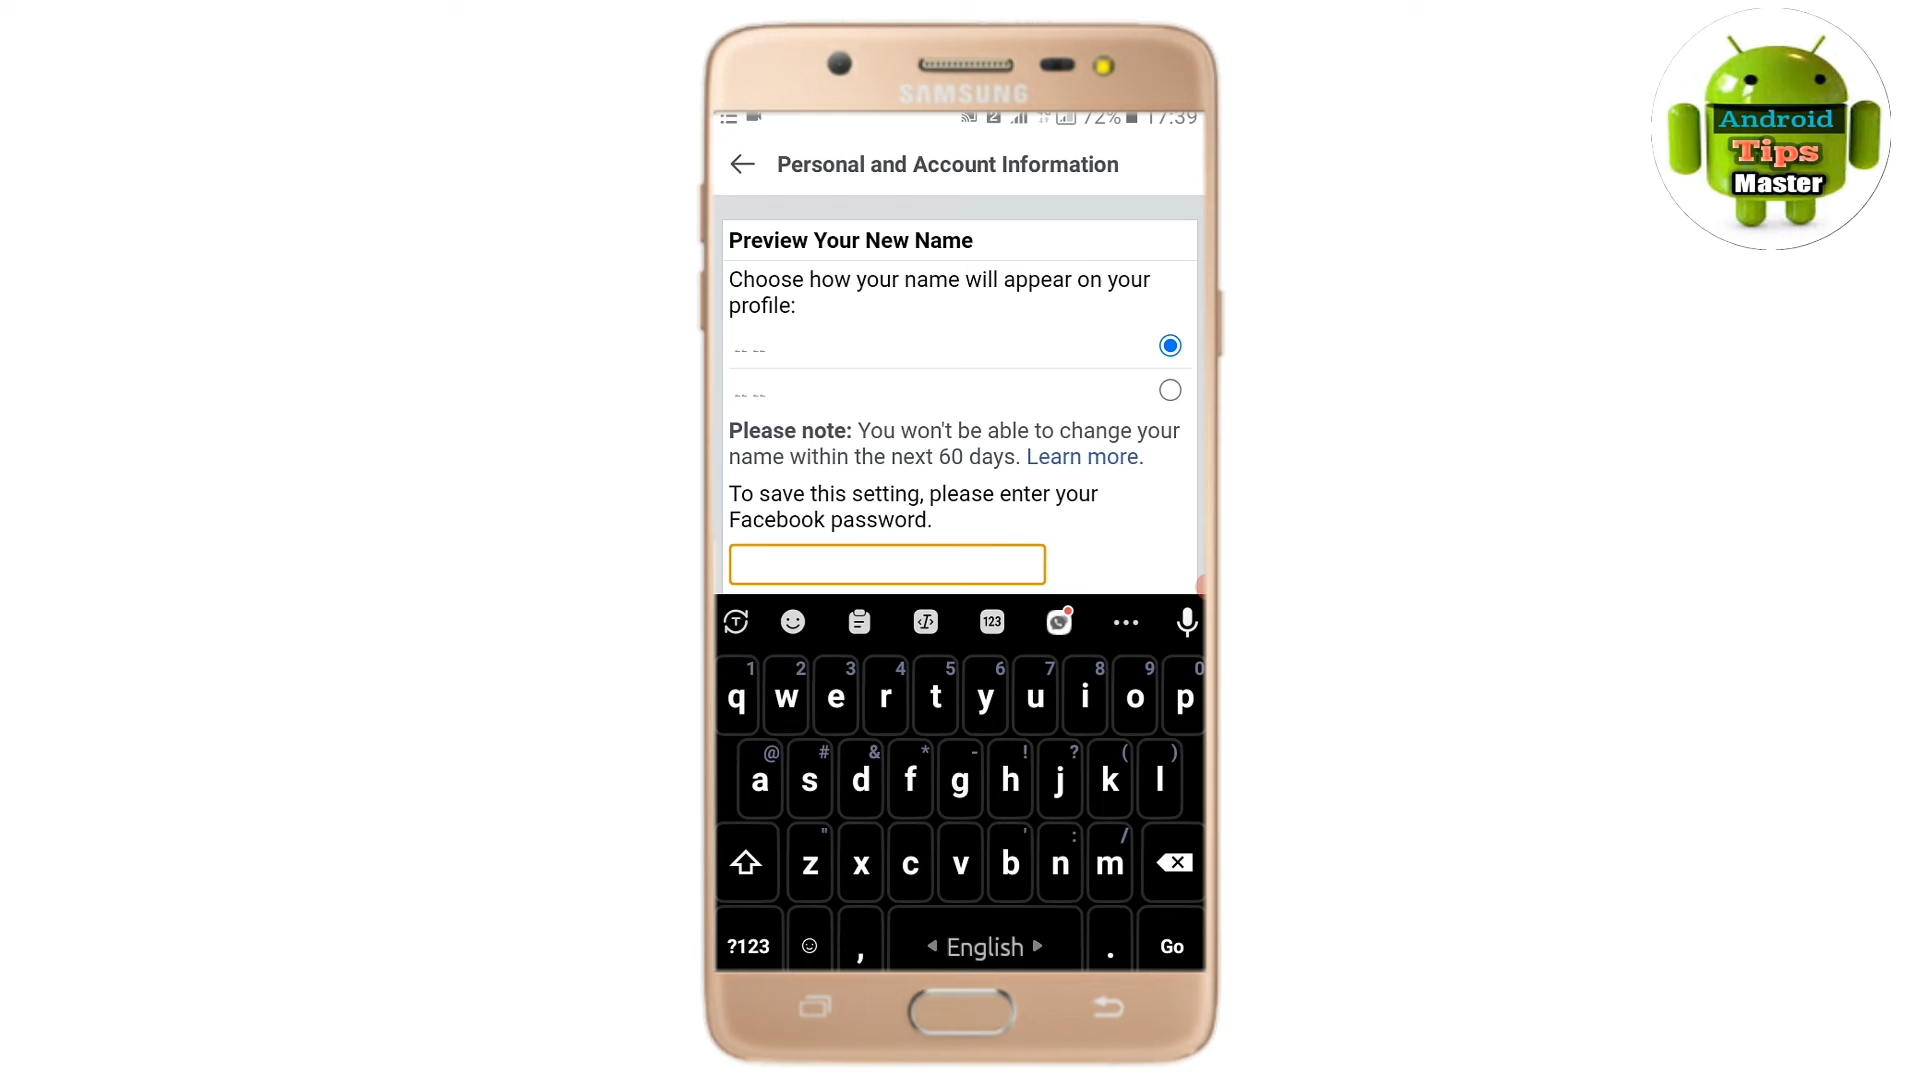 SAMSUNG
72% 17:39
Personal and Account Information
Preview Your New Name
Choose how your name will appear on your
profile:
-- --
-- --
Please note: You won't be able to change your
name within the next 60 days. Learn more.
To save this setting, please enter your
Facebook password.
123
1 2 3 4 5 6 7 8 9 0
q w e r t y u i o p
@ # & * - ! ? ( )
a s d f g h j k l
" ' : /
z x c v b n m
?123 , English . Go
Android
Tips
Master